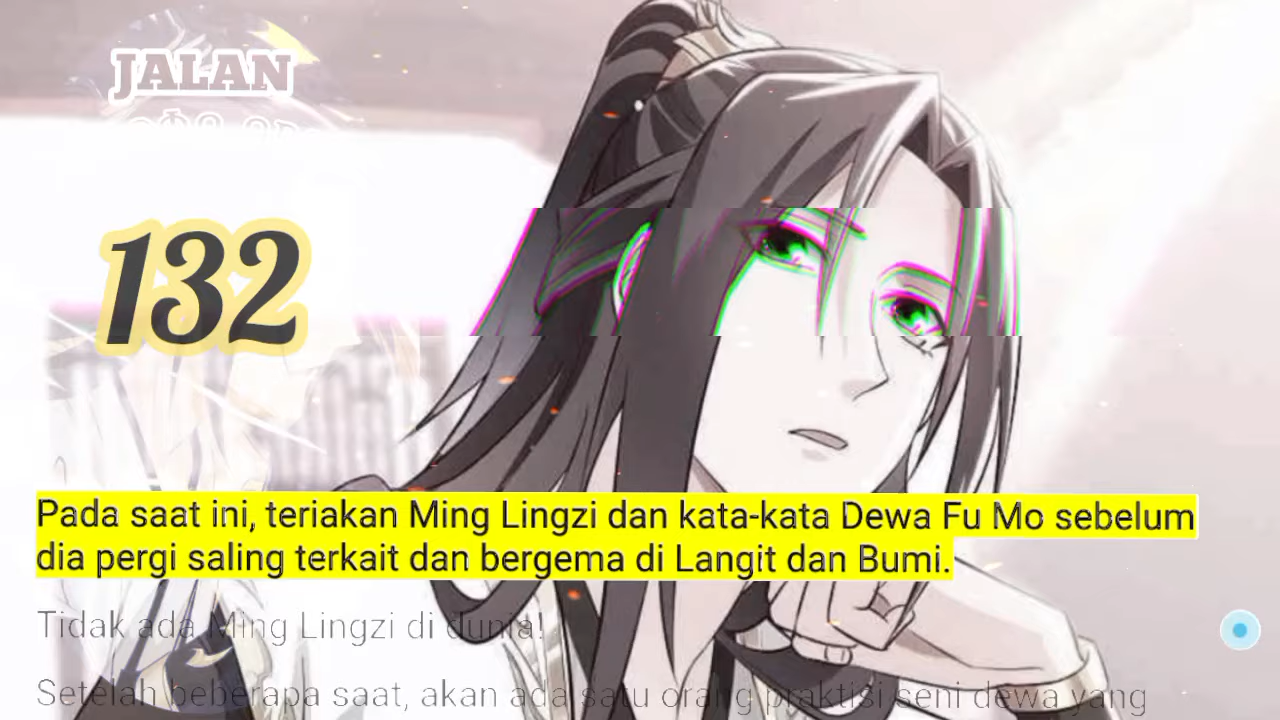 JALAN
132
Pada saat ini, teriakan Ming Lingzi dan kata-kata Dewa Fu Mo sebelum
dia pergi saling terkait dan bergema di Langit dan Bumi.
Tidak ada Ming Lingzi di dunia!
Setelah beberapa saat, akan ada satu orang praktisi seni dewa yang